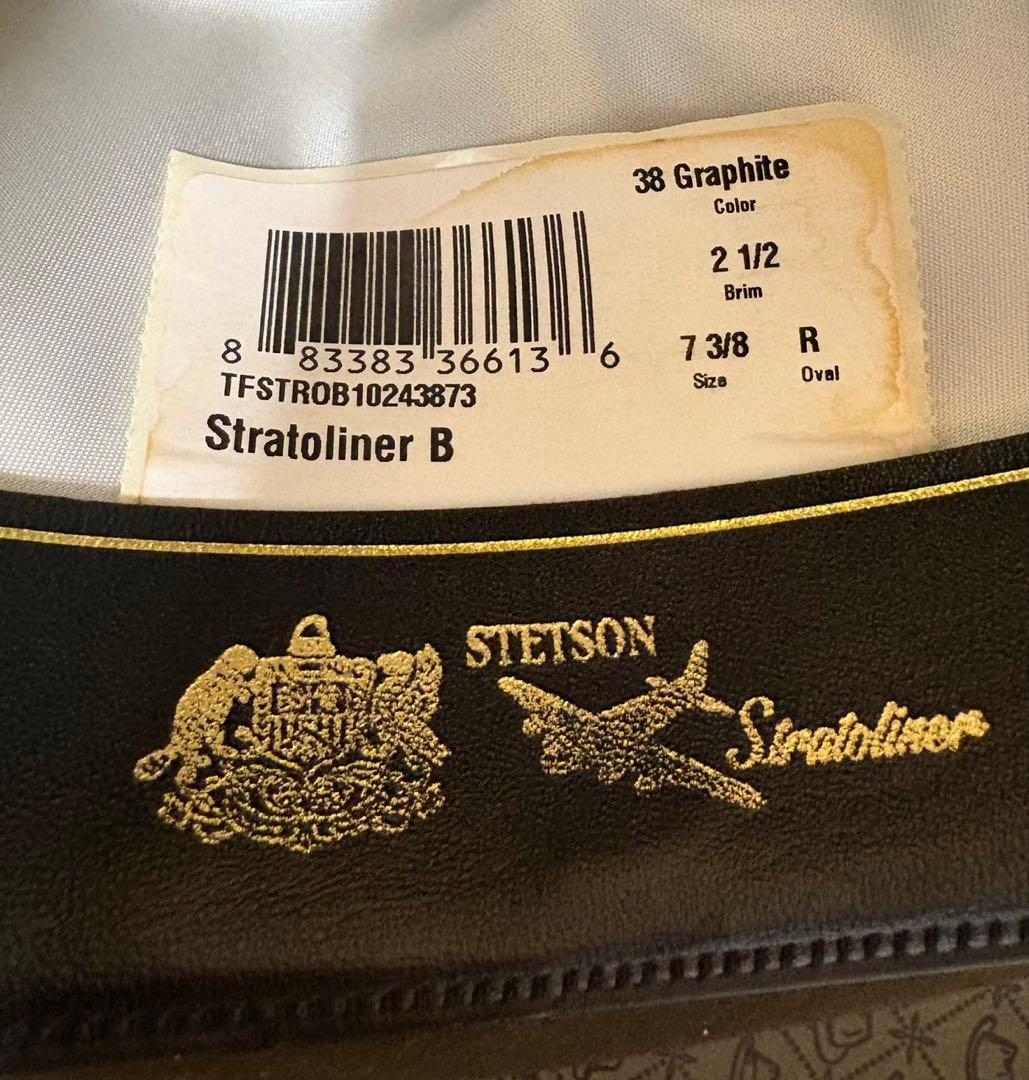 38 Graphite
Color
2 1/2
Brim
7 3/8 R
Size Oval
8 83383 36613 6
TFSTROB10243873
Stratoliner B
STETSON
Stratoliner